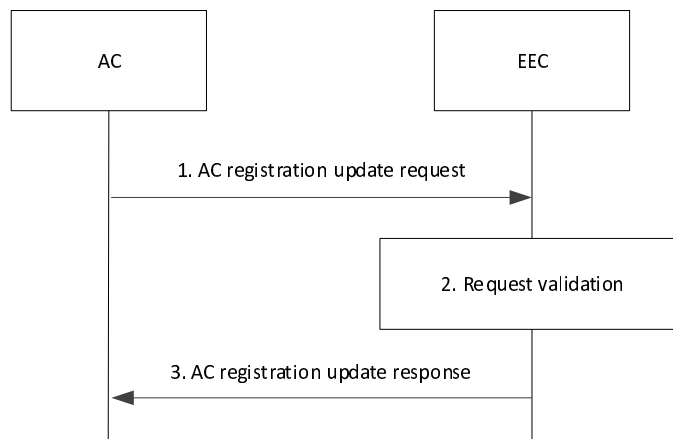 AC
EEC
1. AC registration update request
2. Request validation
3. AC registration update response